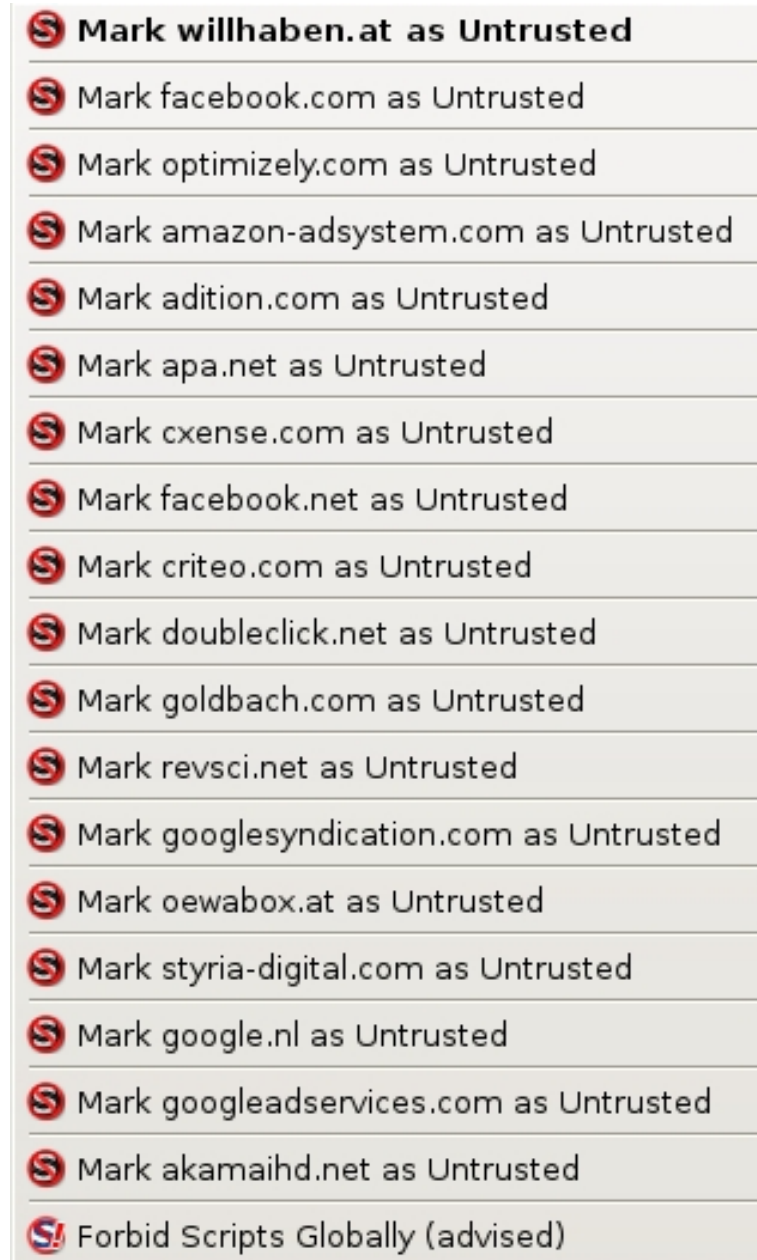 Mark willhaben.at as Untrusted
Mark facebook.com as Untrusted
Mark optimizely.com as Untrusted
Mark amazon-adsystem.com as Untrusted
Mark adition.com as Untrusted
Mark apa.net as Untrusted
Mark cxense.com as Untrusted
Mark facebook.net as Untrusted
Mark criteo.com as Untrusted
Mark doubleclick.net as Untrusted
Mark goldbach.com as Untrusted
Mark revsci.net as Untrusted
Mark googlesyndication.com as Untrusted
Mark oewabox.at as Untrusted
Mark styria-digital.com as Untrusted
Mark google.nl as Untrusted
Mark googleadservices.com as Untrusted
Mark akamaihd.net as Untrusted
Forbid Scripts Globally (advised)